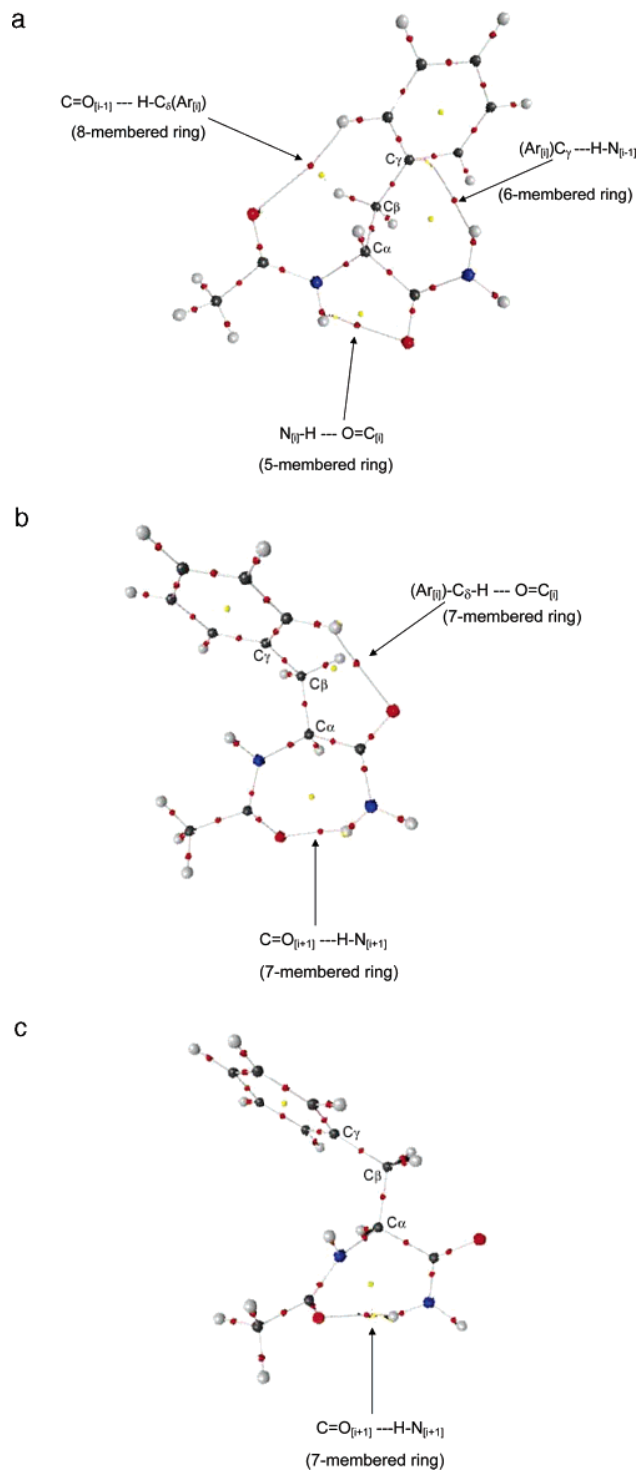 a
C=O[i-1] --- H-Cδ(Ar[i])
(8-membered ring)
(Ar[i])Cγ ---H-N[i-1]
(6-membered ring)
Cγ
Cβ
Cα
N[i]-H --- O=C[i]
(5-membered ring)
b
(Ar[i])-Cδ-H --- O=C[i]
(7-membered ring)
Cγ
Cβ
Cα
C=O[i+1] ---H-N[i+1]
(7-membered ring)
c
Cγ
Cβ
Cα
C=O[i+1] ---H-N[i+1]
(7-membered ring)